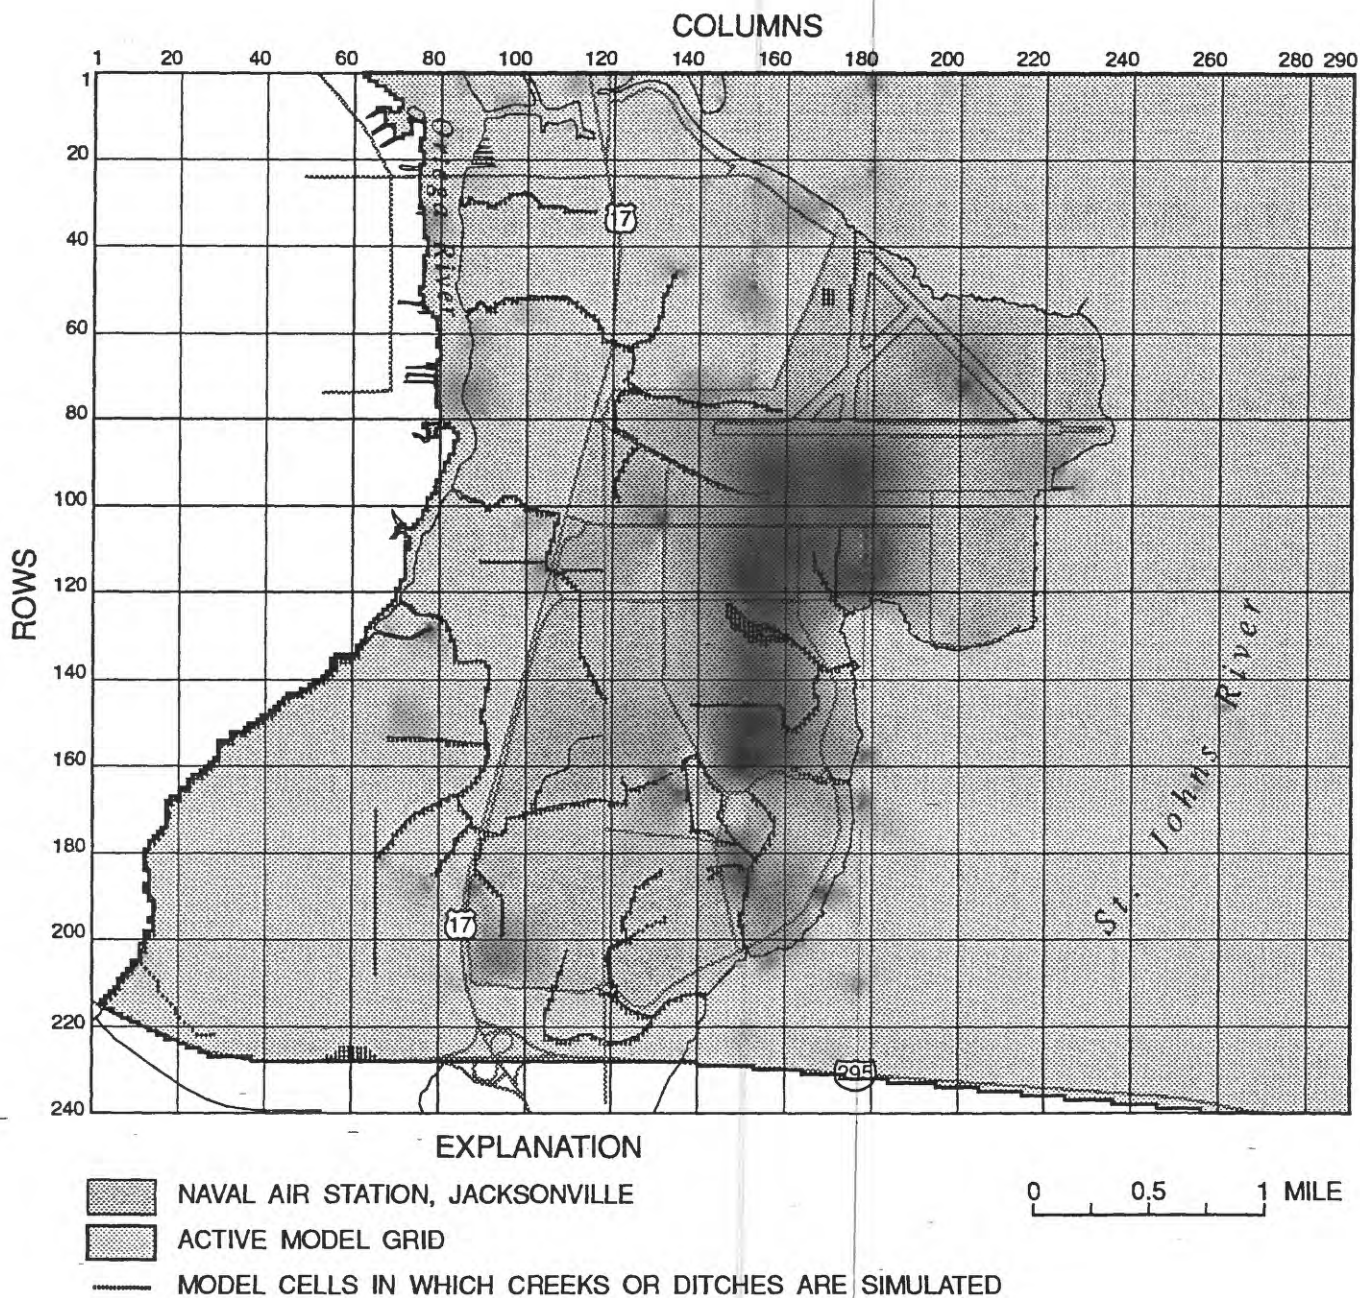 COLUMNS
1 20 40 60 80 100 120 140 160 180 200 220 240 260 280 290
1
20
40
60
80
100
120
140
160
180
200
220
240
ROWS
Ortega River
17
17
295
St. Johns River
EXPLANATION
NAVAL AIR STATION, JACKSONVILLE
ACTIVE MODEL GRID
MODEL CELLS IN WHICH CREEKS OR DITCHES ARE SIMULATED
0 0.5 1 MILE